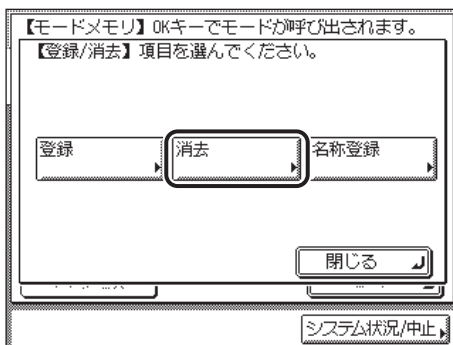 【モードメモリ】OKキーでモードが呼び出されます。
【登録/消去】項目を選んでください。
登録 消去 名称登録
閉じる
システム状況/中止